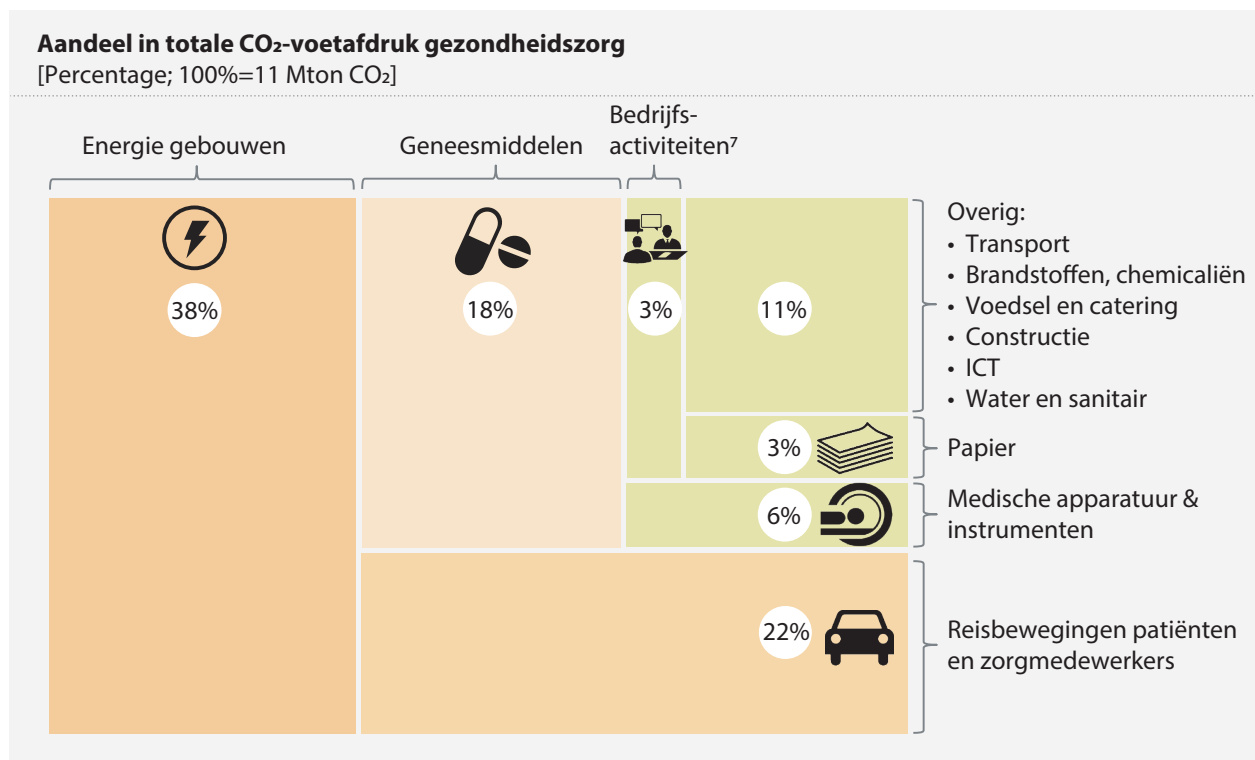 Aandeel in totale CO₂-voetafdruk gezondheidszorg
[Percentage; 100%=11 Mton CO₂]
Energie gebouwen
Geneesmiddelen
Bedrijfs-
activiteiten⁷
38%
18%
3%
11%
Overig:
• Transport
• Brandstoffen, chemicaliën
• Voedsel en catering
• Constructie
• ICT
• Water en sanitair
3%
Papier
6%
Medische apparatuur &
instrumenten
22%
Reisbewegingen patiënten
en zorgmedewerkers